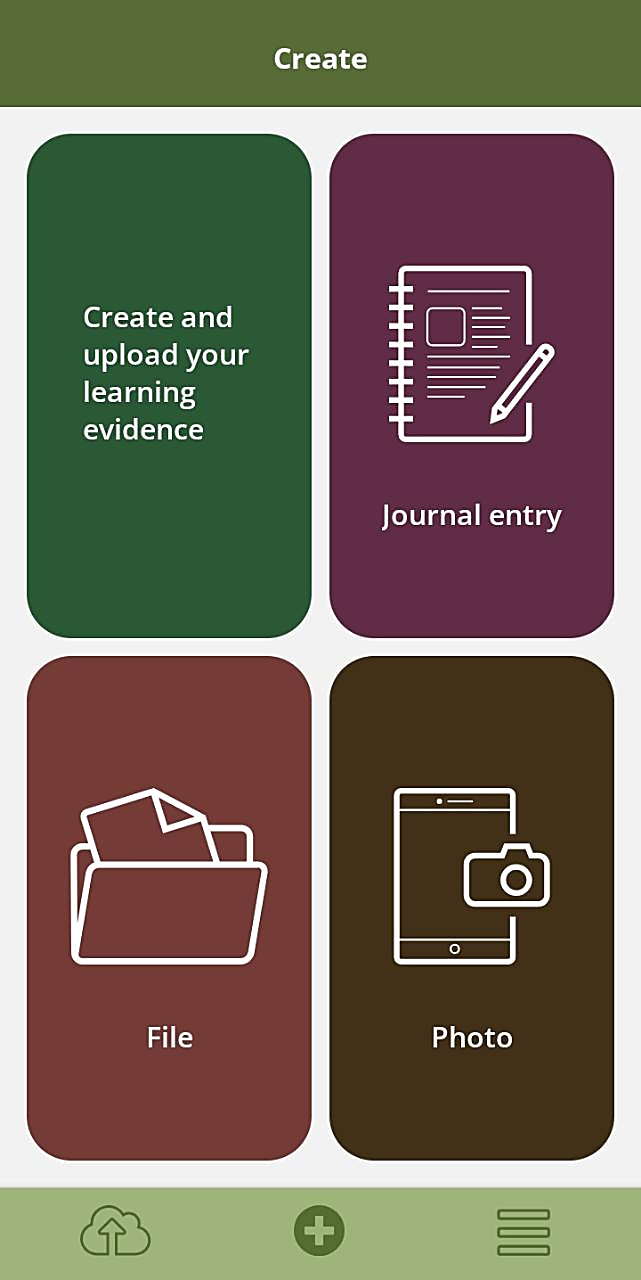 Create
Create and
upload your
learning
evidence
Journal entry
File
Photo